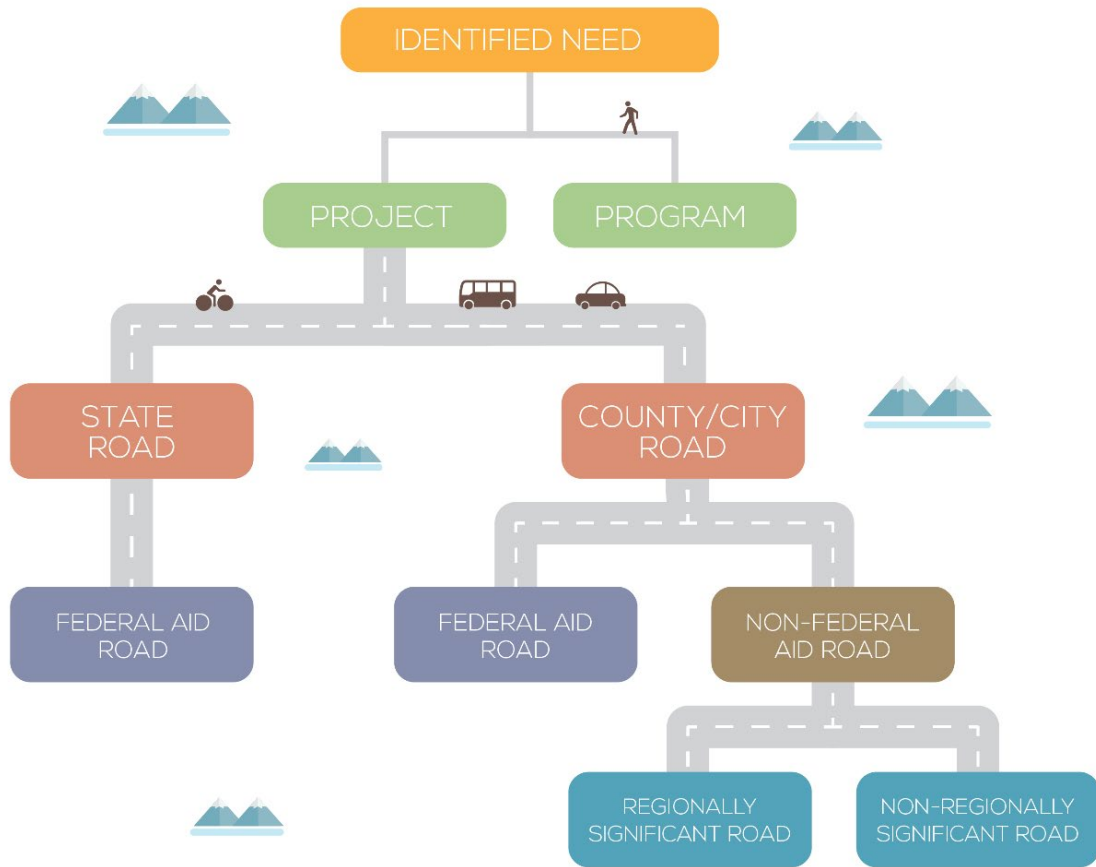 IDENTIFIED NEED
PROJECT
PROGRAM
STATE
ROAD
COUNTY/CITY
ROAD
FEDERAL AID
ROAD
FEDERAL AID
ROAD
NON-FEDERAL
AID ROAD
REGIONALLY
SIGNIFICANT ROAD
NON-REGIONALLY
SIGNIFICANT ROAD